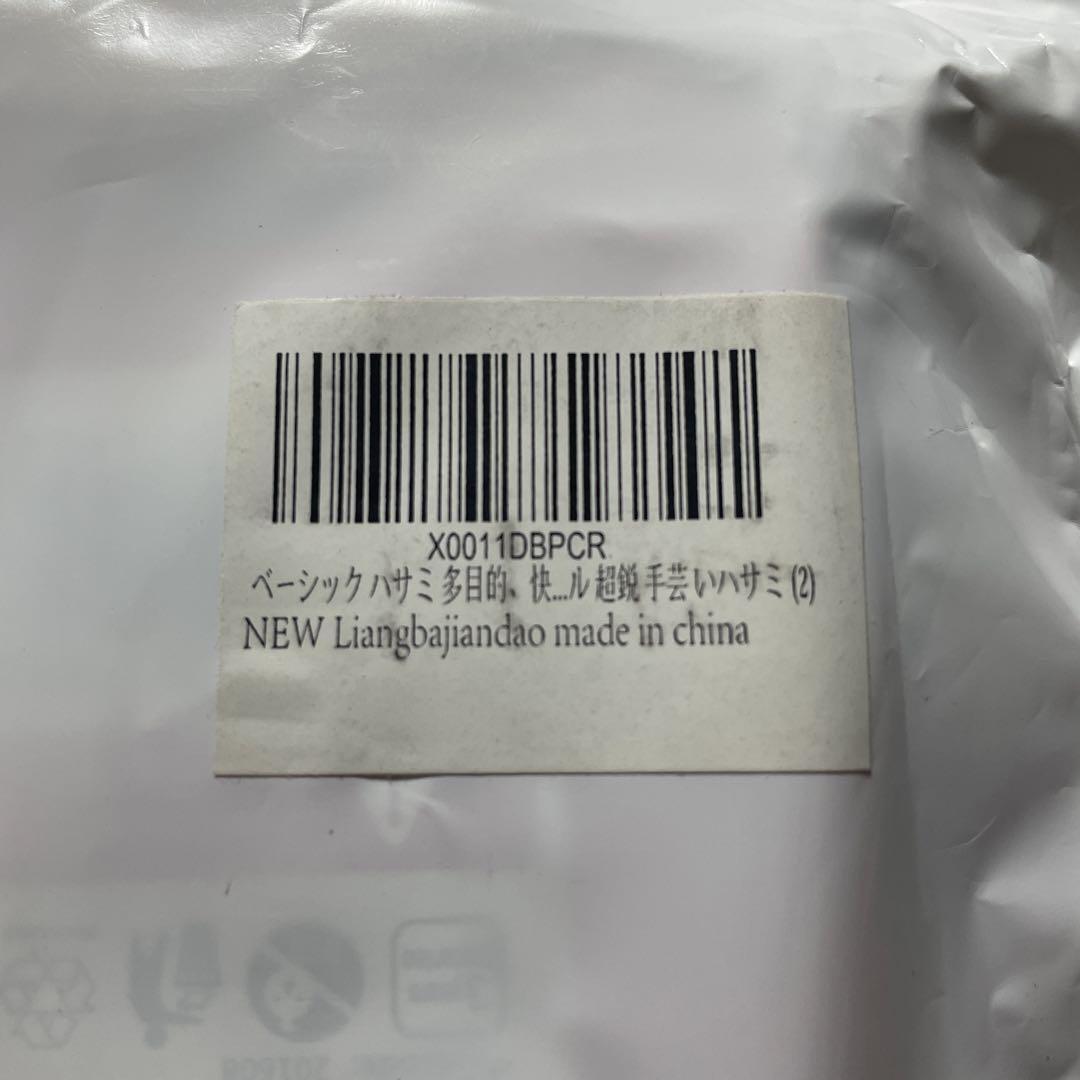 X0011DBPCR
ベーシック ハサミ 多目的、快...ル 超鋭 手芸 いハサミ (2)
NEW Liangbajiandao made in china